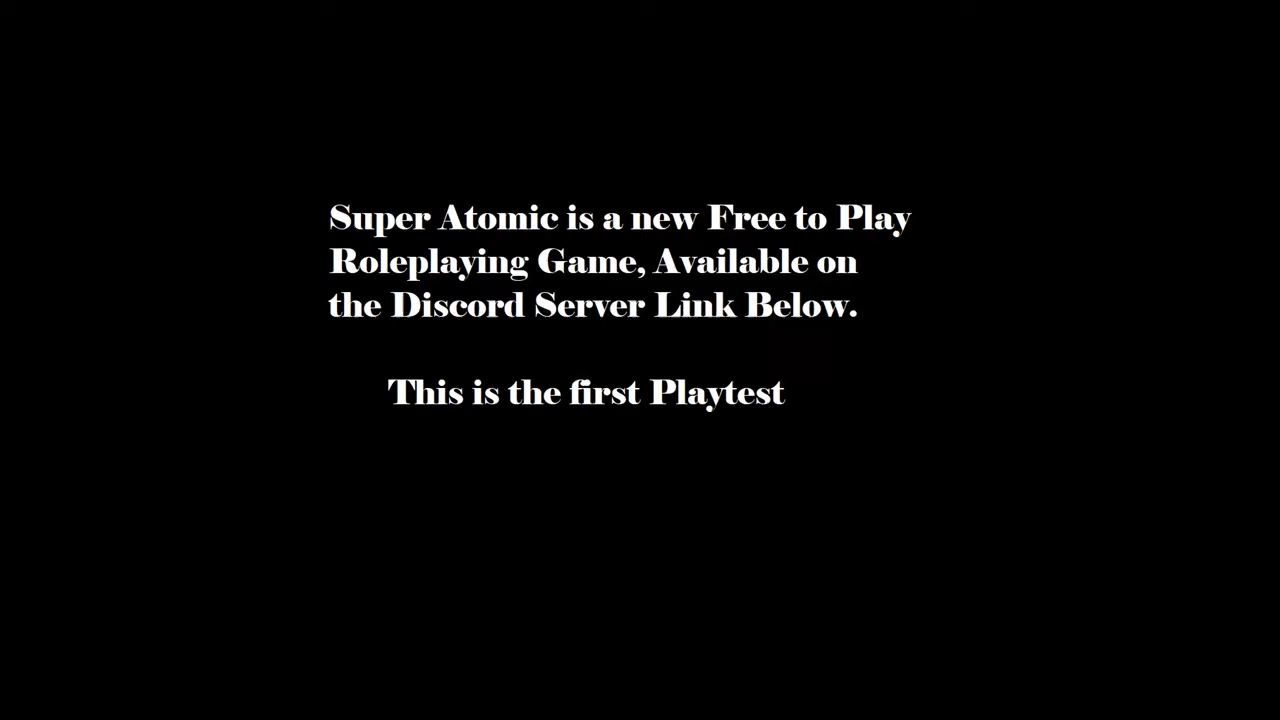 Super Atomic is a new Free to Play
Roleplaying Game, Available on
the Discord Server Link Below.
This is the first Playtest